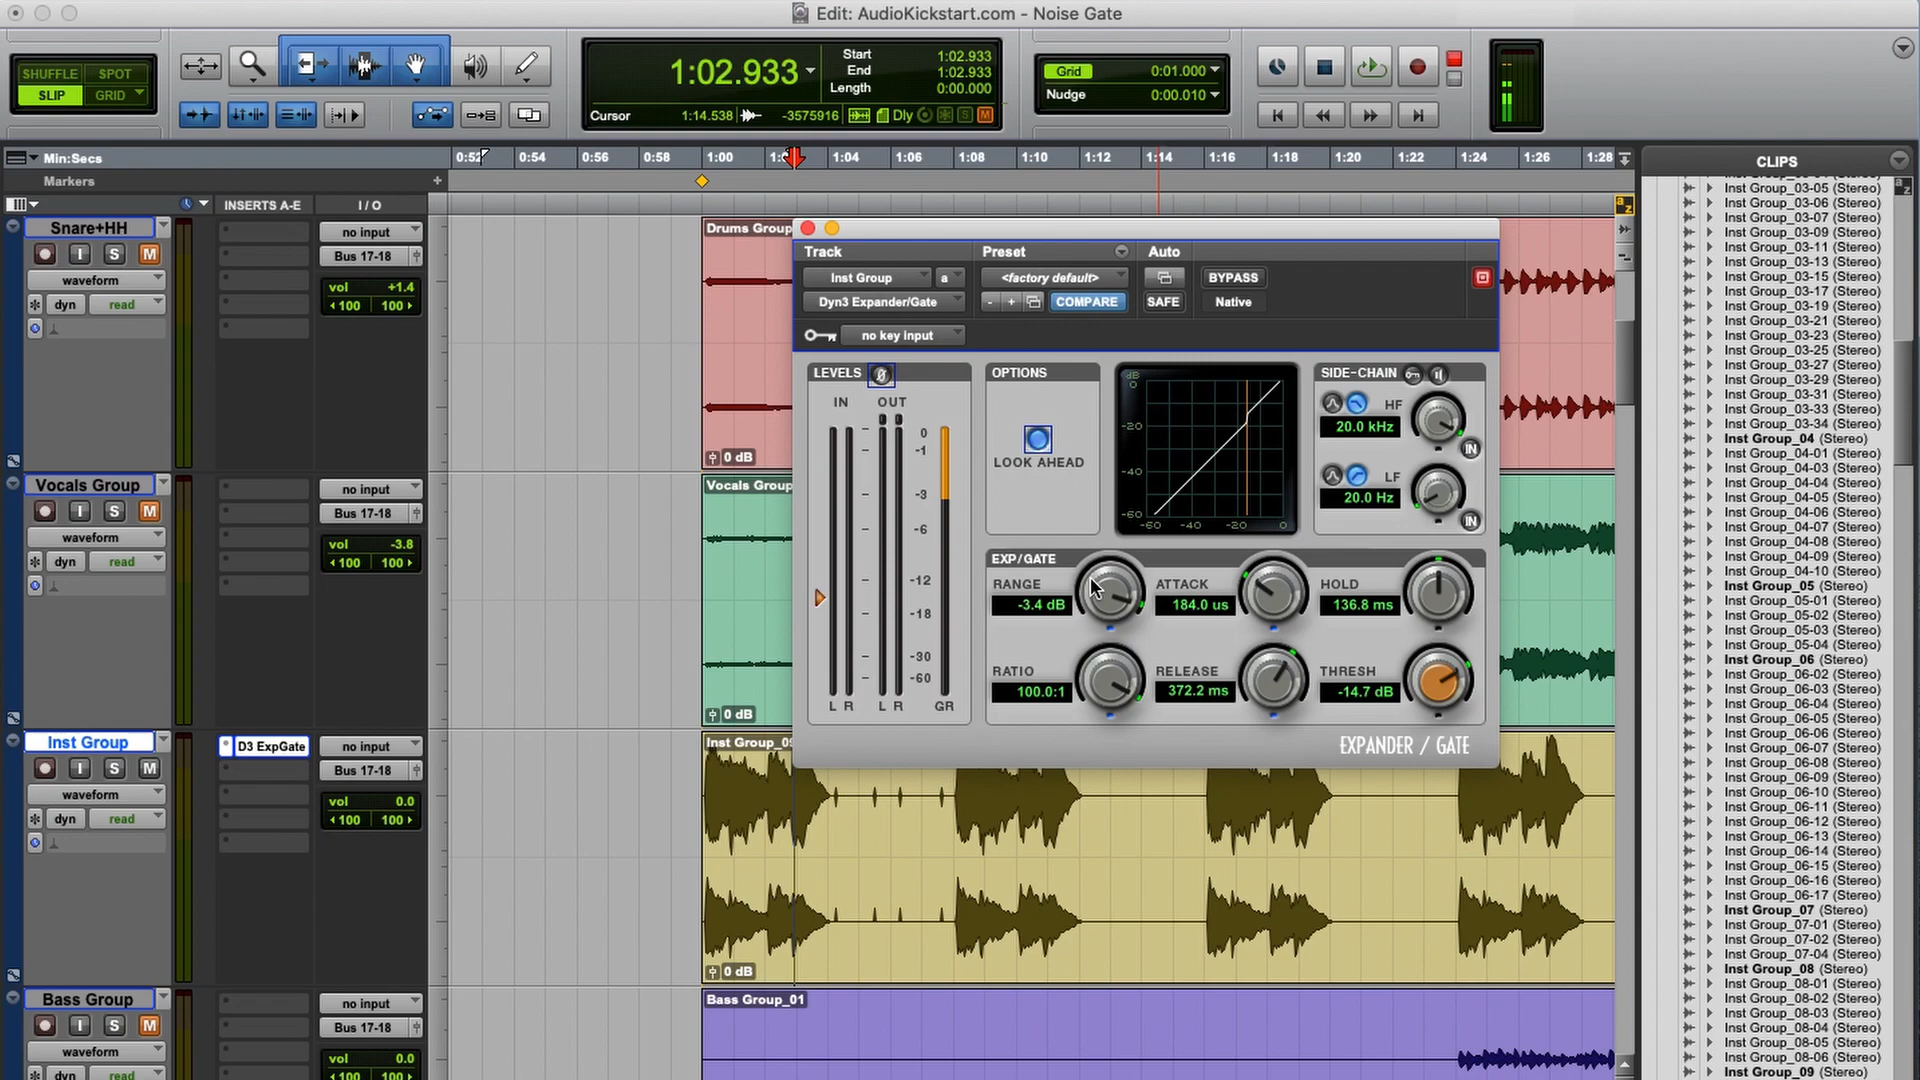 Edit: AudioKickstart.com - Noise Gate
SHUFFLE SPOT
SLIP GRID
1:02.933
Start 1:02.933
End 1:02.933
Length 0:00.000
Cursor 1:14.538 -3575916 Dly S M
Grid 0:01.000
Nudge 0:00.010
Min:Secs 0:52 0:54 0:56 0:58 1:00 1:04 1:06 1:08 1:10 1:12 1:14 1:16 1:18 1:20 1:22 1:24 1:26 1:28
Markers
INSERTS A-E I / O
CLIPS
Snare+HH
I S M
waveform
dyn read
no input
Bus 17-18
vol +1.4
100 100
Drums Group
0 dB
Vocals Group
I S M
waveform
dyn read
no input
Bus 17-18
vol -3.8
100 100
Vocals Group
0 dB
Inst Group
I S M
waveform
dyn read
D3 ExpGate
no input
Bus 17-18
vol 0.0
100 100
Inst Group_09
0 dB
Bass Group
I S M
waveform
dyn read
no input
Bus 17-18
vol 0.0
100 100
Bass Group_01
Track Preset Auto
Inst Group a <factory default> BYPASS
Dyn3 Expander/Gate - + COMPARE SAFE Native
no key input
LEVELS
IN OUT
0
-1
-3
-6
-12
-18
-30
-60
L R L R GR
OPTIONS
LOOK AHEAD
dB
0
-20
-40
-60
-60 -40 -20 0
SIDE-CHAIN
HF
20.0 kHz
IN
LF
20.0 Hz
IN
EXP/GATE
RANGE ATTACK HOLD
-3.4 dB 184.0 us 136.8 ms
RATIO RELEASE THRESH
100.0:1 372.2 ms -14.7 dB
EXPANDER / GATE
Inst Group_03-05 (Stereo)
Inst Group_03-06 (Stereo)
Inst Group_03-07 (Stereo)
Inst Group_03-09 (Stereo)
Inst Group_03-11 (Stereo)
Inst Group_03-13 (Stereo)
Inst Group_03-15 (Stereo)
Inst Group_03-17 (Stereo)
Inst Group_03-19 (Stereo)
Inst Group_03-21 (Stereo)
Inst Group_03-23 (Stereo)
Inst Group_03-25 (Stereo)
Inst Group_03-27 (Stereo)
Inst Group_03-29 (Stereo)
Inst Group_03-31 (Stereo)
Inst Group_03-33 (Stereo)
Inst Group_03-34 (Stereo)
Inst Group_04 (Stereo)
Inst Group_04-01 (Stereo)
Inst Group_04-03 (Stereo)
Inst Group_04-04 (Stereo)
Inst Group_04-05 (Stereo)
Inst Group_04-06 (Stereo)
Inst Group_04-07 (Stereo)
Inst Group_04-08 (Stereo)
Inst Group_04-09 (Stereo)
Inst Group_04-10 (Stereo)
Inst Group_05 (Stereo)
Inst Group_05-01 (Stereo)
Inst Group_05-02 (Stereo)
Inst Group_05-03 (Stereo)
Inst Group_05-04 (Stereo)
Inst Group_06 (Stereo)
Inst Group_06-02 (Stereo)
Inst Group_06-03 (Stereo)
Inst Group_06-04 (Stereo)
Inst Group_06-05 (Stereo)
Inst Group_06-06 (Stereo)
Inst Group_06-07 (Stereo)
Inst Group_06-08 (Stereo)
Inst Group_06-09 (Stereo)
Inst Group_06-10 (Stereo)
Inst Group_06-11 (Stereo)
Inst Group_06-12 (Stereo)
Inst Group_06-13 (Stereo)
Inst Group_06-14 (Stereo)
Inst Group_06-15 (Stereo)
Inst Group_06-16 (Stereo)
Inst Group_06-17 (Stereo)
Inst Group_07 (Stereo)
Inst Group_07-01 (Stereo)
Inst Group_07-02 (Stereo)
Inst Group_07-04 (Stereo)
Inst Group_08 (Stereo)
Inst Group_08-01 (Stereo)
Inst Group_08-02 (Stereo)
Inst Group_08-03 (Stereo)
Inst Group_08-04 (Stereo)
Inst Group_08-05 (Stereo)
Inst Group_08-06 (Stereo)
Inst Group_09 (Stereo)